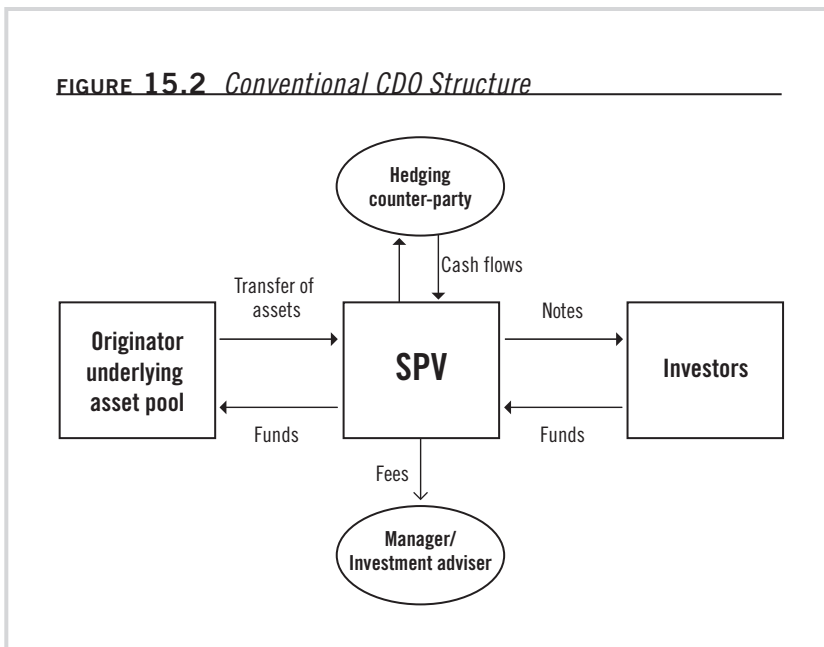 FIGURE 15.2 Conventional CDO Structure
Hedging
counter-party
Cash flows
Transfer of
assets
Notes
Originator
underlying
asset pool
SPV
Investors
Funds
Funds
Fees
Manager/
Investment adviser